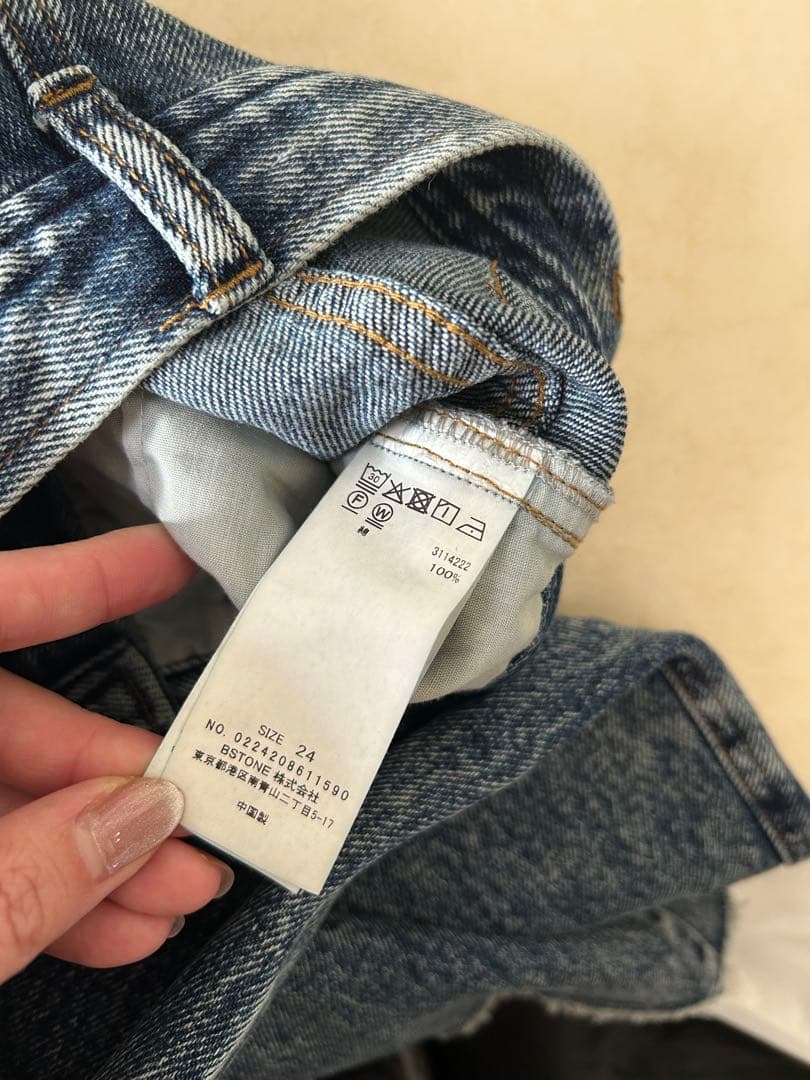 30
F W
綿
3114222
100%
SIZE 24
NO. 0224208611590
BSTONE 株式会社
東京都港区南青山二丁目5-17
中国製